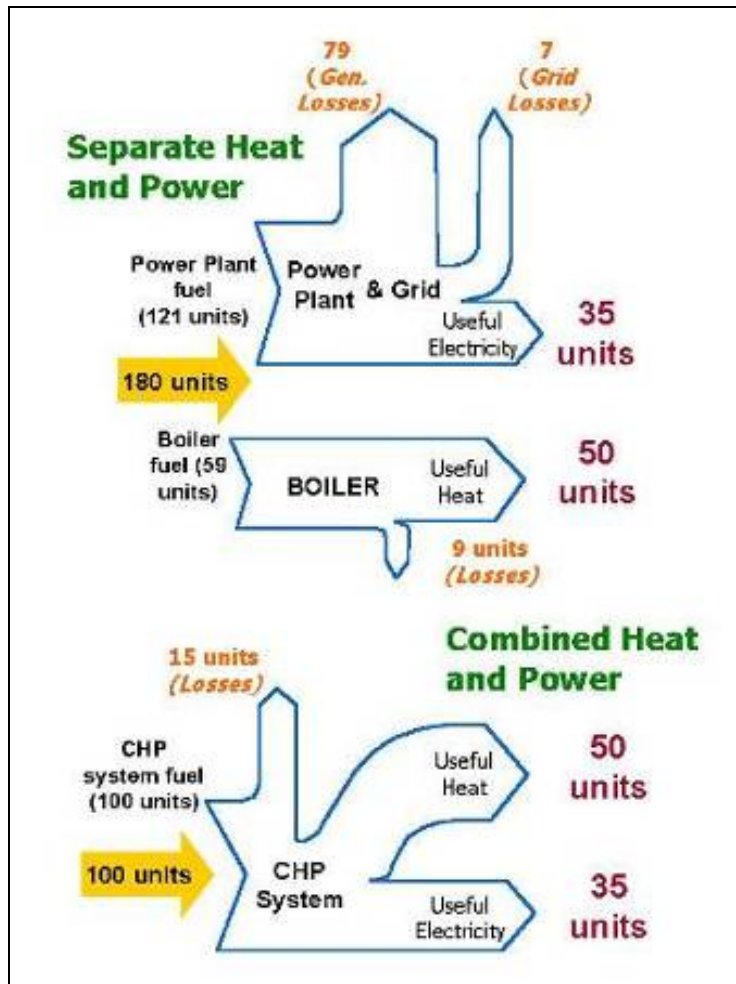 79
(Gen.
Losses)
7
(Grid
Losses)
Separate Heat
and Power
Power Plant
fuel
(121 units)
Power
Plant & Grid
Useful
Electricity
35
units
180 units
Boiler
fuel (59
units)
BOILER
Useful
Heat
50
units
9 units
(Losses)
Combined Heat
and Power
15 units
(Losses)
CHP
system fuel
(100 units)
Useful
Heat
50
units
100 units
CHP
System
Useful
Electricity
35
units